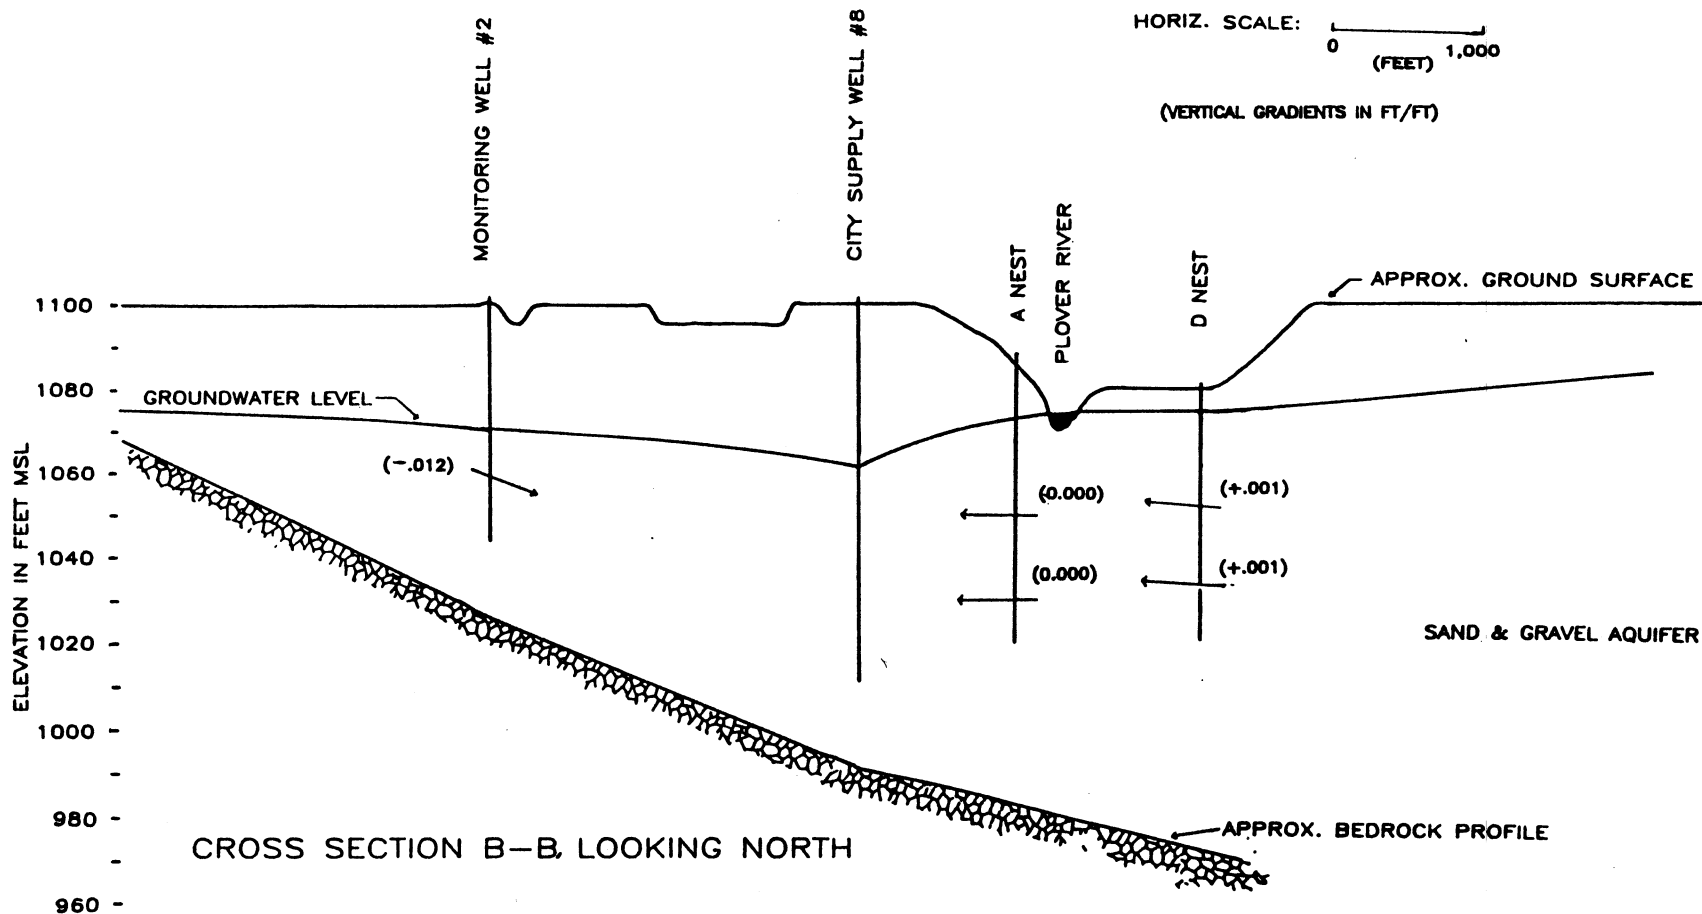 MONITORING WELL #2
CITY SUPPLY WELL #8
HORIZ. SCALE:
0 1,000
(FEET)
(VERTICAL GRADIENTS IN FT/FT)
A NEST
PLOVER RIVER
D NEST
APPROX. GROUND SURFACE
1100
1080
1060
1040
1020
1000
980
960
ELEVATION IN FEET MSL
GROUNDWATER LEVEL
(-.012)
(-0.000)
(+.001)
(0.000)
(+.001)
SAND & GRAVEL AQUIFER
APPROX. BEDROCK PROFILE
CROSS SECTION B-B, LOOKING NORTH